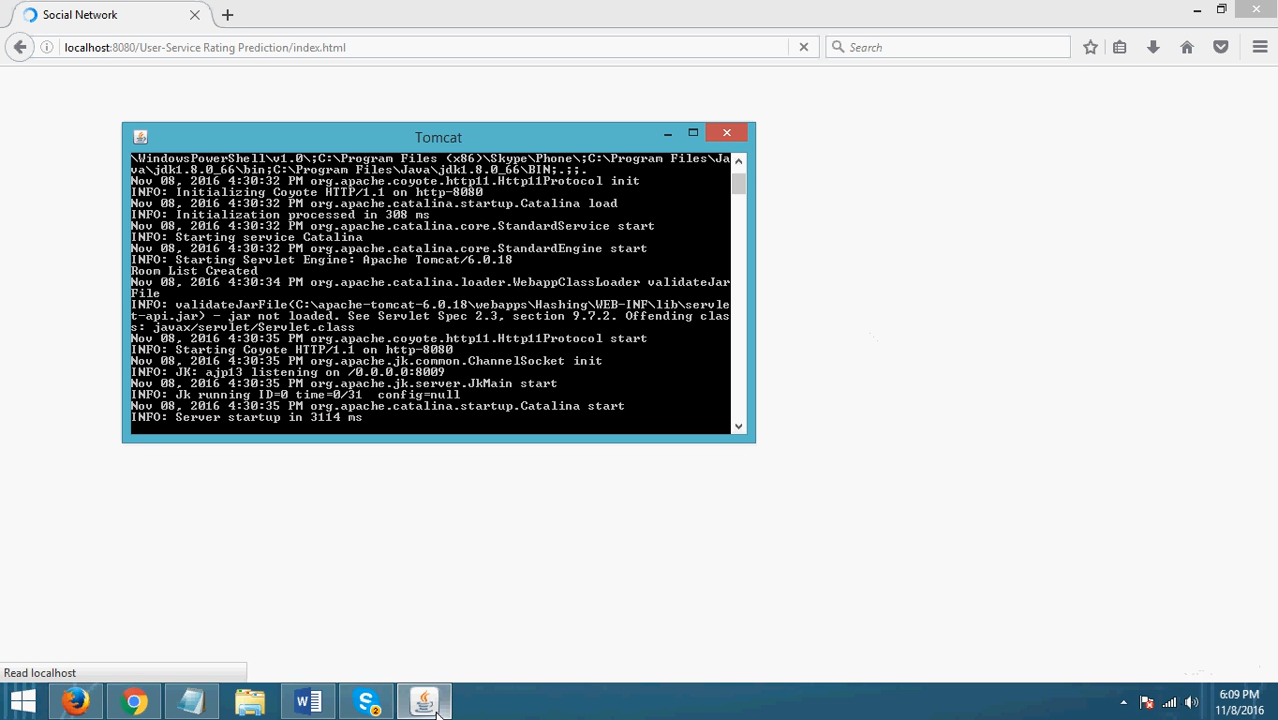 Social Network
localhost:8080/User-Service Rating Prediction/index.html
Search
Tomcat
\WindowsPowerShell\v1.0\;C:\Program Files (x86)\Skype\Phone\;C:\Program Files\Ja
va\jdk1.8.0_66\bin;C:\Program Files\Java\jdk1.8.0_66\BIN;.;;.
Nov 08, 2016 4:30:32 PM org.apache.coyote.http11.Http11Protocol init
INFO: Initializing Coyote HTTP/1.1 on http-8080
Nov 08, 2016 4:30:32 PM org.apache.catalina.startup.Catalina load
INFO: Initialization processed in 308 ms
Nov 08, 2016 4:30:32 PM org.apache.catalina.core.StandardService start
INFO: Starting service Catalina
Nov 08, 2016 4:30:32 PM org.apache.catalina.core.StandardEngine start
INFO: Starting Servlet Engine: Apache Tomcat/6.0.18
Room List Created
Nov 08, 2016 4:30:34 PM org.apache.catalina.loader.WebappClassLoader validateJar
File
INFO: validateJarFile(C:\apache-tomcat-6.0.18\webapps\Hashing\WEB-INF\lib\servle
t-api.jar) - jar not loaded. See Servlet Spec 2.3, section 9.7.2. Offending clas
s: javax/servlet/Servlet.class
Nov 08, 2016 4:30:35 PM org.apache.coyote.http11.Http11Protocol start
INFO: Starting Coyote HTTP/1.1 on http-8080
Nov 08, 2016 4:30:35 PM org.apache.jk.common.ChannelSocket init
INFO: JK: ajp13 listening on /0.0.0.0:8009
Nov 08, 2016 4:30:35 PM org.apache.jk.server.JkMain start
INFO: Jk running ID=0 time=0/31  config=null
Nov 08, 2016 4:30:35 PM org.apache.catalina.startup.Catalina start
INFO: Server startup in 3114 ms
Read localhost
2
6:09 PM
11/8/2016